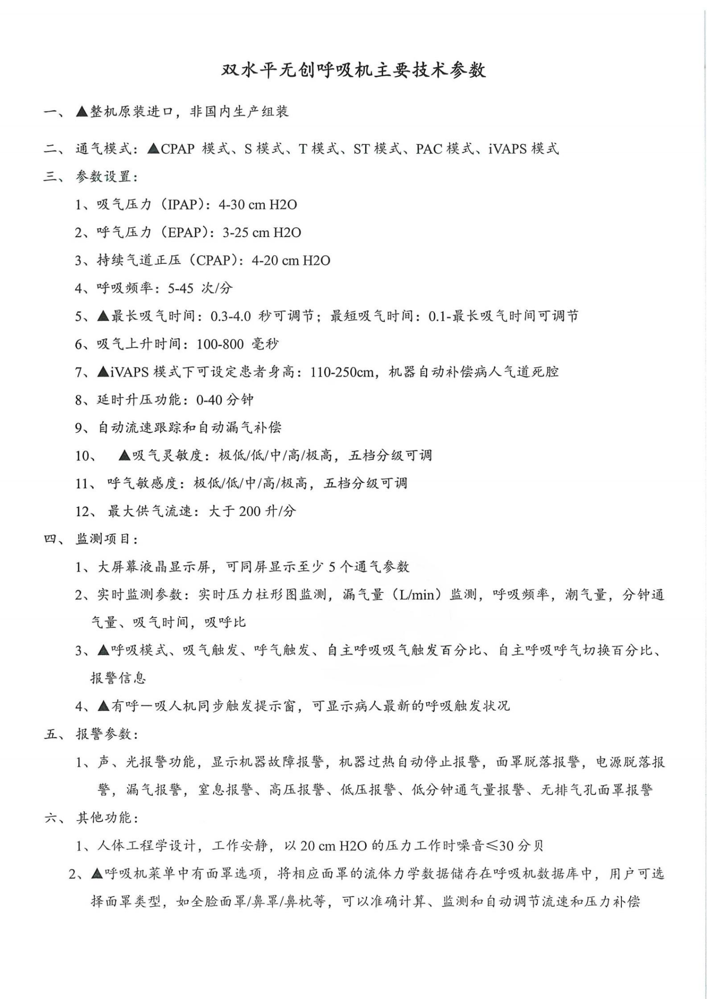 双水平无创呼吸机主要技术参数
一、 ▲整机原装进口，非国内生产组装
二、 通气模式：▲CPAP 模式、S 模式、T 模式、ST 模式、PAC 模式、iVAPS 模式
三、 参数设置：
1、吸气压力（IPAP）：4-30 cm H2O
2、呼气压力（EPAP）：3-25 cm H2O
3、持续气道正压（CPAP）：4-20 cm H2O
4、呼吸频率：5-45 次/分
5、▲最长吸气时间：0.3-4.0 秒可调节；最短吸气时间：0.1-最长吸气时间可调节
6、吸气上升时间：100-800 毫秒
7、▲iVAPS 模式下可设定患者身高：110-250cm，机器自动补偿病人气道死腔
8、延时升压功能：0-40 分钟
9、自动流速跟踪和自动漏气补偿
10、 ▲吸气灵敏度：极低/低/中/高/极高，五档分级可调
11、 呼气敏感度：极低/低/中/高/极高，五档分级可调
12、 最大供气流速：大于 200 升/分
四、 监测项目：
1、大屏幕液晶显示屏，可同屏显示至少 5 个通气参数
2、实时监测参数：实时压力柱形图监测，漏气量（L/min）监测，呼吸频率，潮气量，分钟通
气量、吸气时间，吸呼比
3、▲呼吸模式、吸气触发、呼气触发、自主呼吸吸气触发百分比、自主呼吸呼气切换百分比、
报警信息
4、▲有呼－吸人机同步触发提示窗，可显示病人最新的呼吸触发状况
五、 报警参数：
1、声、光报警功能，显示机器故障报警，机器过热自动停止报警，面罩脱落报警，电源脱落报
警，漏气报警，窒息报警、高压报警、低压报警、低分钟通气量报警、无排气孔面罩报警
六、 其他功能：
1、人体工程学设计，工作安静，以 20 cm H2O 的压力工作时噪音≤30 分贝
2、▲呼吸机菜单中有面罩选项，将相应面罩的流体力学数据储存在呼吸机数据库中，用户可选
择面罩类型，如全脸面罩/鼻罩/鼻枕等，可以准确计算、监测和自动调节流速和压力补偿